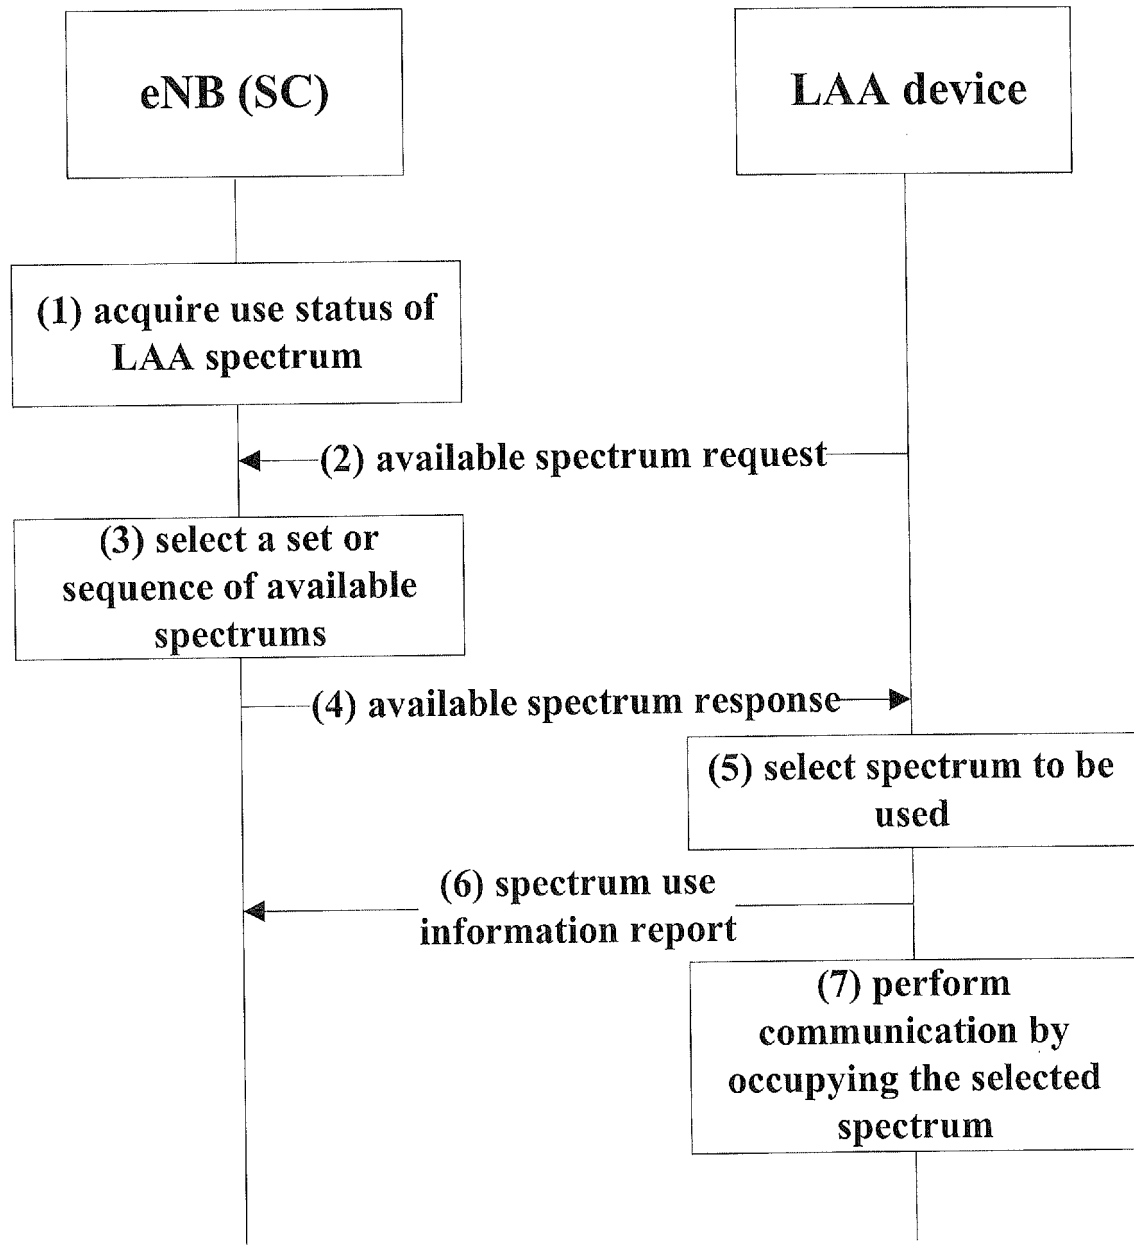 eNB (SC)
LAA device
(1) acquire use status of
LAA spectrum
(2) available spectrum request
(3) select a set or
sequence of available
spectrums
(4) available spectrum response
(5) select spectrum to be
used
(6) spectrum use
information report
(7) perform
communication by
occupying the selected
spectrum